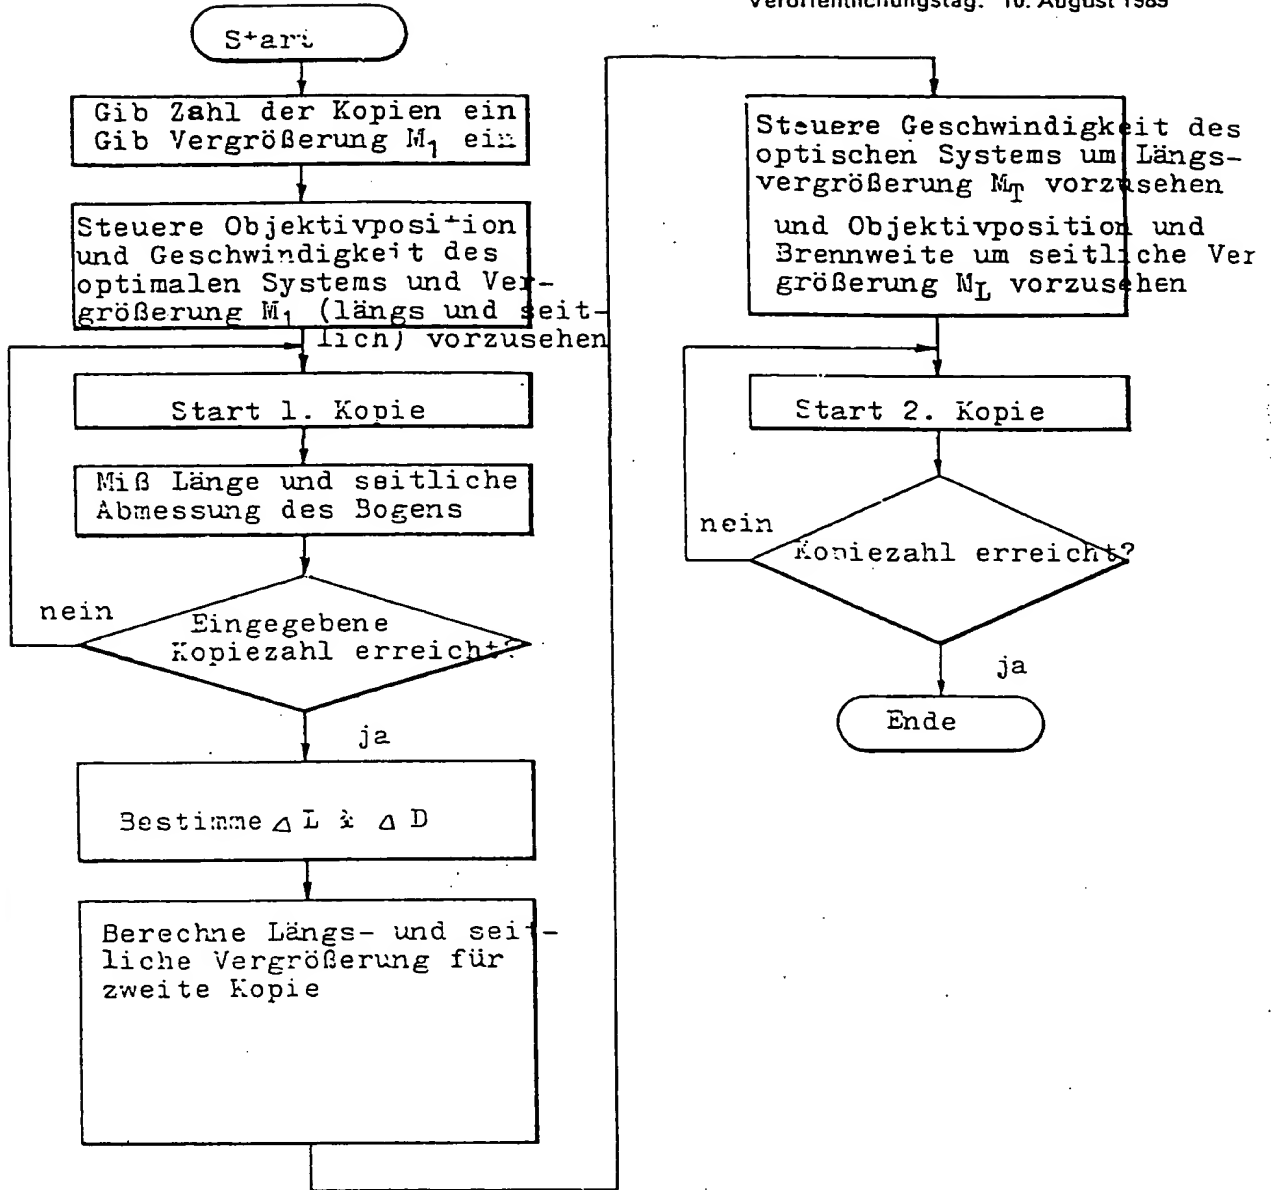 Veröffentlichungstag: 10. August 1989
Start
Gib Zahl der Kopien ein
Gib Vergrößerung M₁ ein
Steuere Objektivposition
und Geschwindigkeit des
optimalen Systems und Ver-
größerung M₁ (längs und seit-
lich) vorzusehen
Start 1. Kopie
Miß Länge und seitliche
Abmessung des Bogens
nein
Eingegebene
Kopiezahl erreicht?
ja
Bestimme △ L & △ D
Berechne Längs- und seit-
liche Vergrößerung für
zweite Kopie
Steuere Geschwindigkeit des
optischen Systems um Längs-
vergrößerung M_T vorzusehen
und Objektivposition und
Brennweite um seitliche Ver
größerung M_L vorzusehen
Start 2. Kopie
nein
Kopiezahl erreicht?
ja
Ende